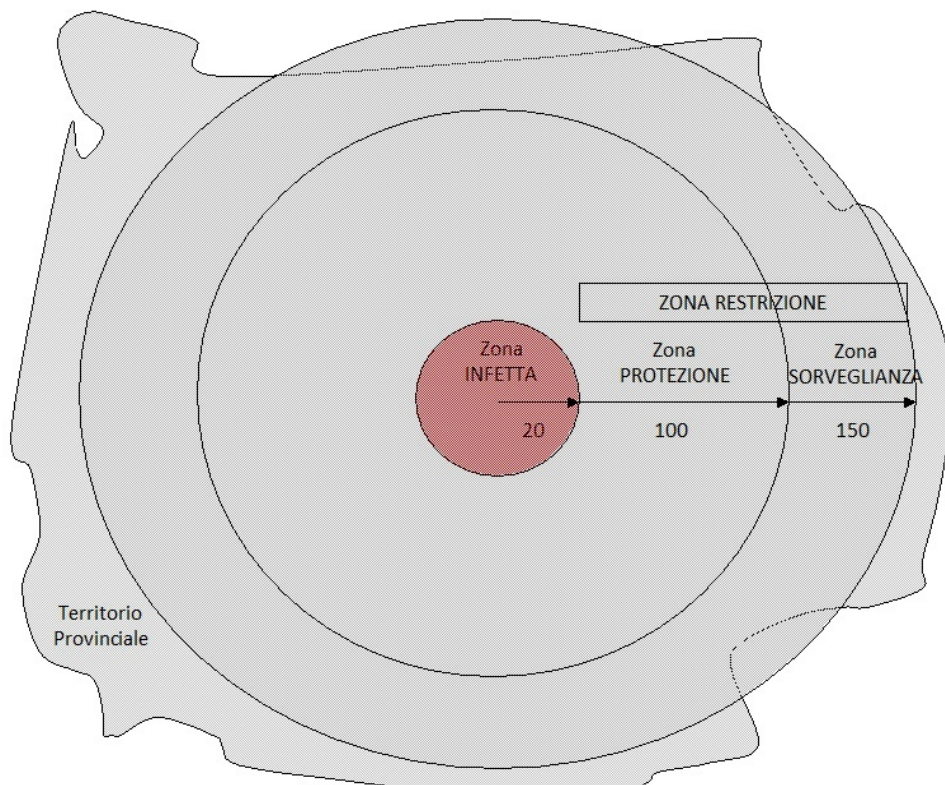 ZONA RESTRIZIONE
Zona
INFETTA
Zona
PROTEZIONE
Zona
SORVEGLIANZA
20
100
150
Territorio
Provinciale